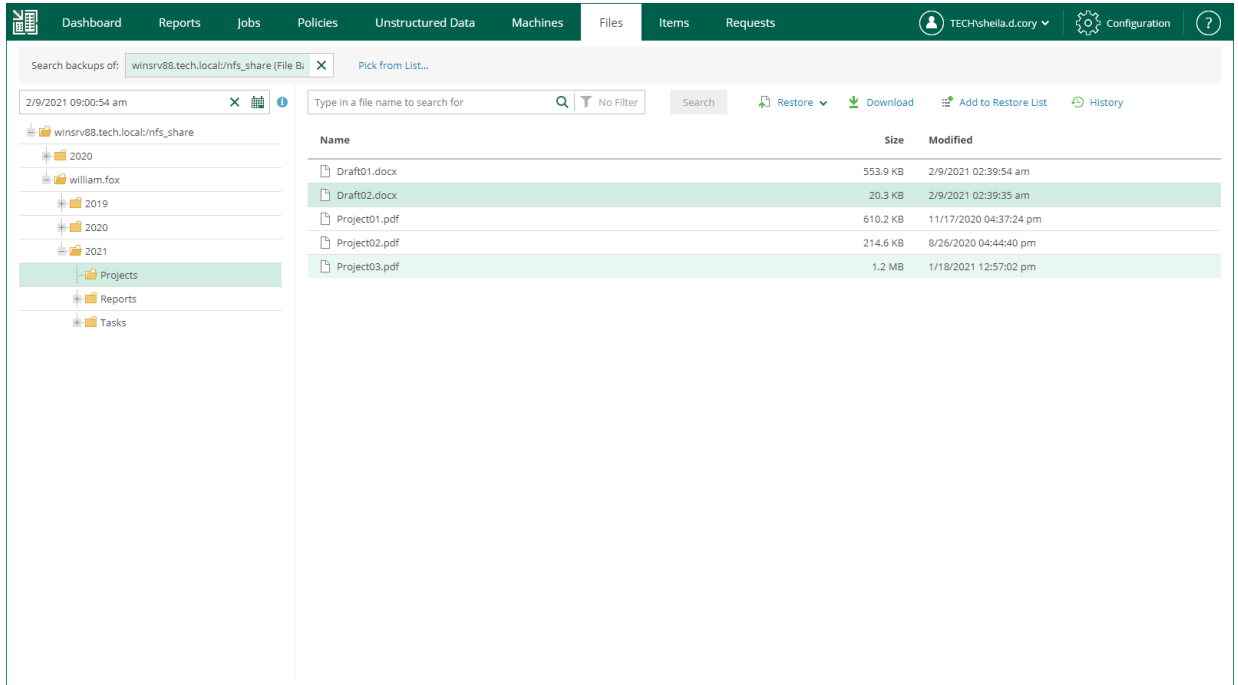 Dashboard Reports Jobs Policies Unstructured Data Machines Files Items Requests TECH\sheila.d.cory Configuration ?
Search backups of: winsrv88.tech.local:/nfs_share (File Ba Pick from List...
2/9/2021 09:00:54 am Type in a file name to search for No Filter Search Restore Download Add to Restore List History
winsrv88.tech.local:/nfs_share
2020
william.fox
2019
2020
2021
Projects
Reports
Tasks
Name Size Modified
Draft01.docx 553.9 KB 2/9/2021 02:39:54 am
Draft02.docx 20.3 KB 2/9/2021 02:39:35 am
Project01.pdf 610.2 KB 11/17/2020 04:37:24 pm
Project02.pdf 214.6 KB 8/26/2020 04:44:40 pm
Project03.pdf 1.2 MB 1/18/2021 12:57:02 pm